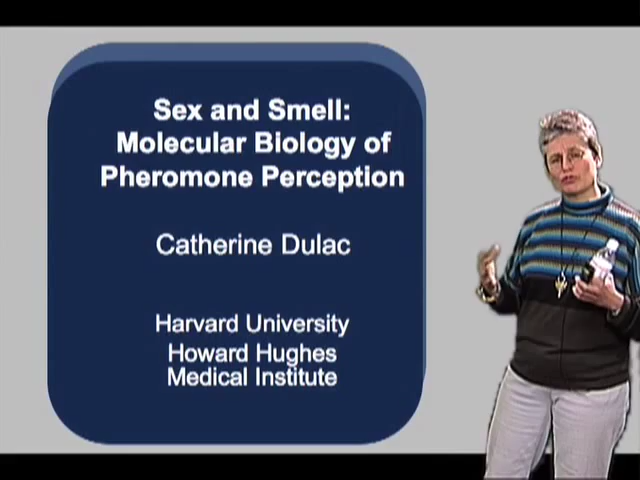 Sex and Smell:
Molecular Biology of
Pheromone Perception
Catherine Dulac
Harvard University
Howard Hughes
Medical Institute